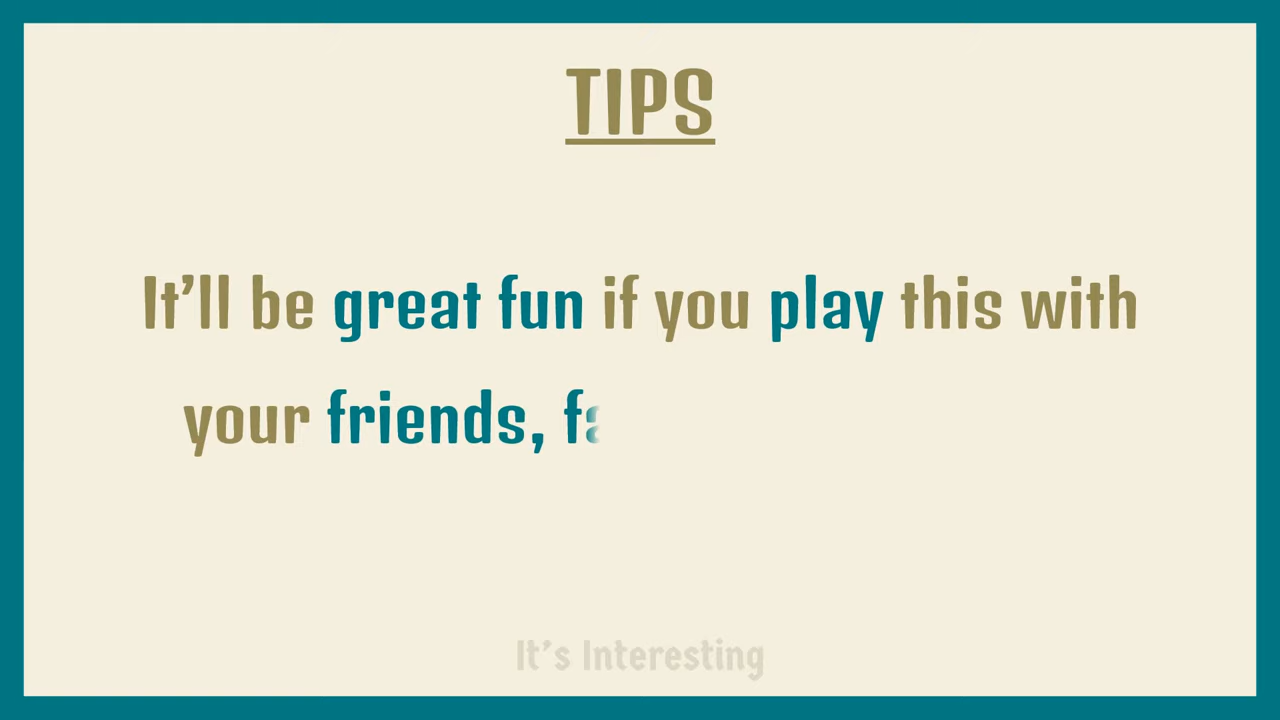 TIPS
It’ll be great fun if you play this with
your friends, f
It's Interesting